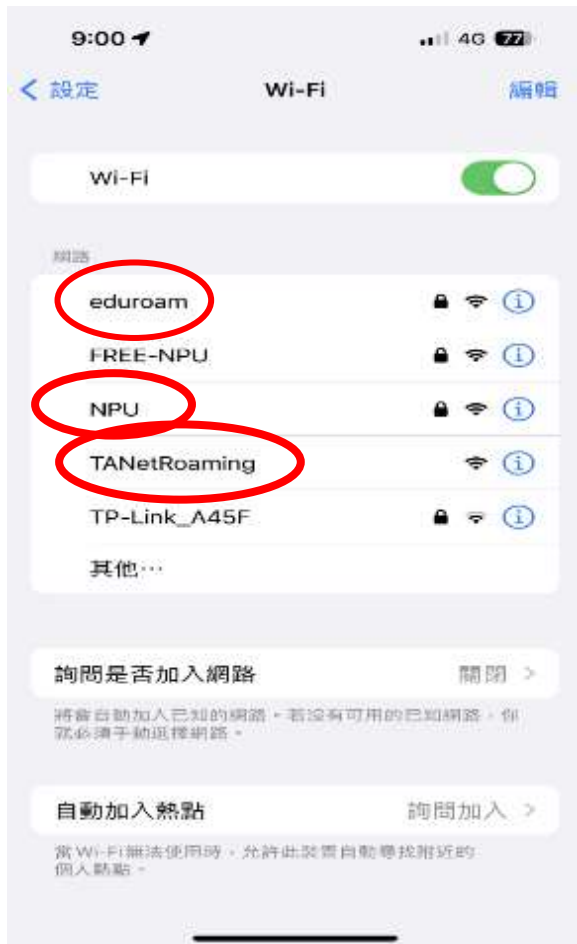 9:00
4G 77
設定 Wi-Fi 編輯
Wi-Fi
網路
eduroam
FREE-NPU
NPU
TANetRoaming
TP-Link_A45F
其他⋯
詢問是否加入網路 關閉
將會自動加入已知的網路。若沒有可用的已知網路,你
就必須手動選擇網路。
自動加入熱點 詢問加入
當 Wi-Fi 無法使用時,允許此裝置自動尋找附近的
個人熱點。